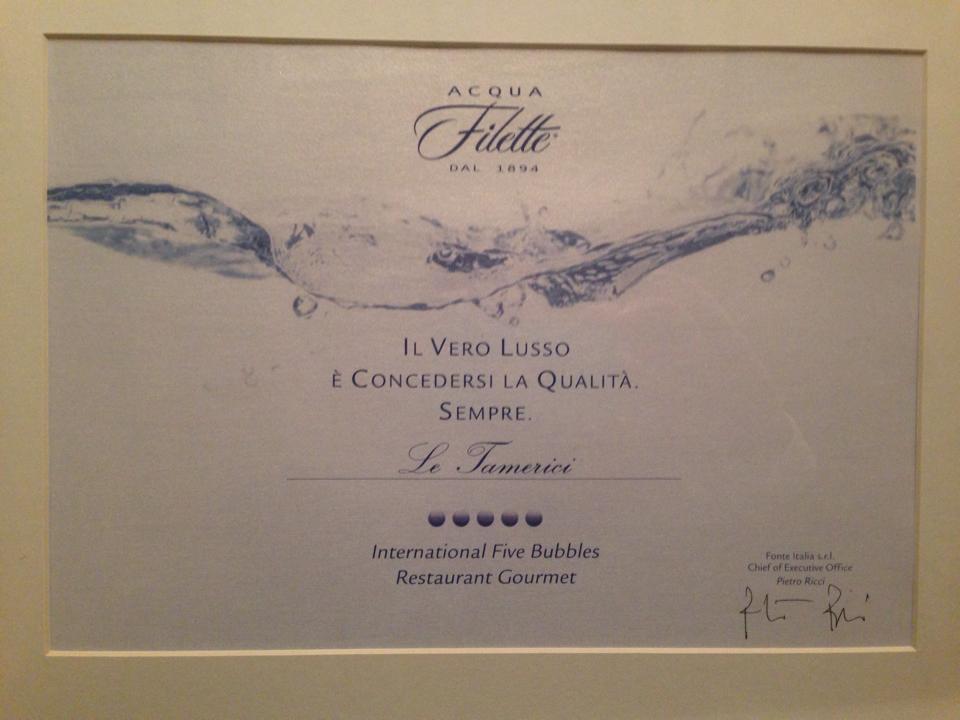 ACQUA
Filette
DAL 1894
IL VERO LUSSO
È CONCEDERSI LA QUALITÀ.
SEMPRE.
Le Tamerici
International Five Bubbles
Restaurant Gourmet
Fonte Italia s.r.l.
Chief of Executive Office
Pietro Ricci